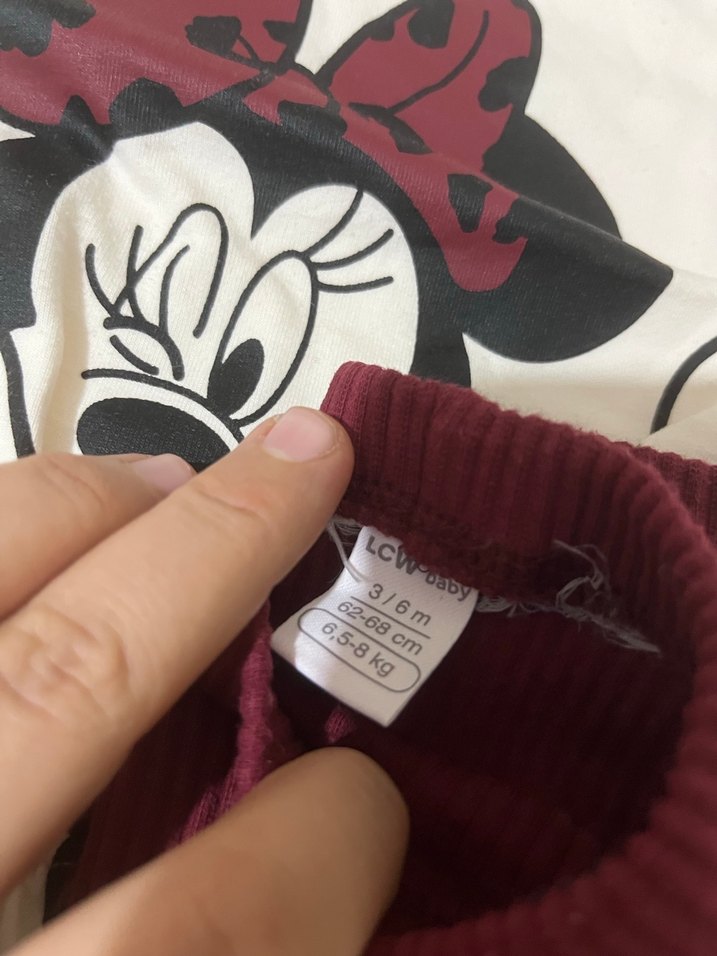 LCW baby
3 / 6 m
62-68 cm
6,5-8 kg